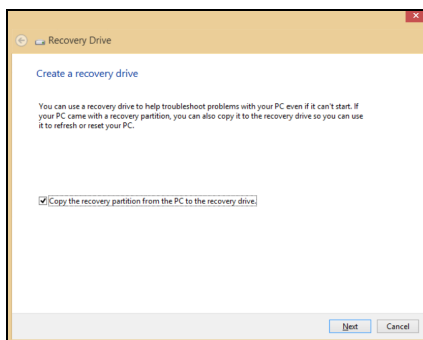 Recovery Drive
Create a recovery drive
You can use a recovery drive to help troubleshoot problems with your PC even if it can't start. If
your PC came with a recovery partition, you can also copy it to the recovery drive so you can use
it to refresh or reset your PC.
Copy the recovery partition from the PC to the recovery drive.
Next Cancel